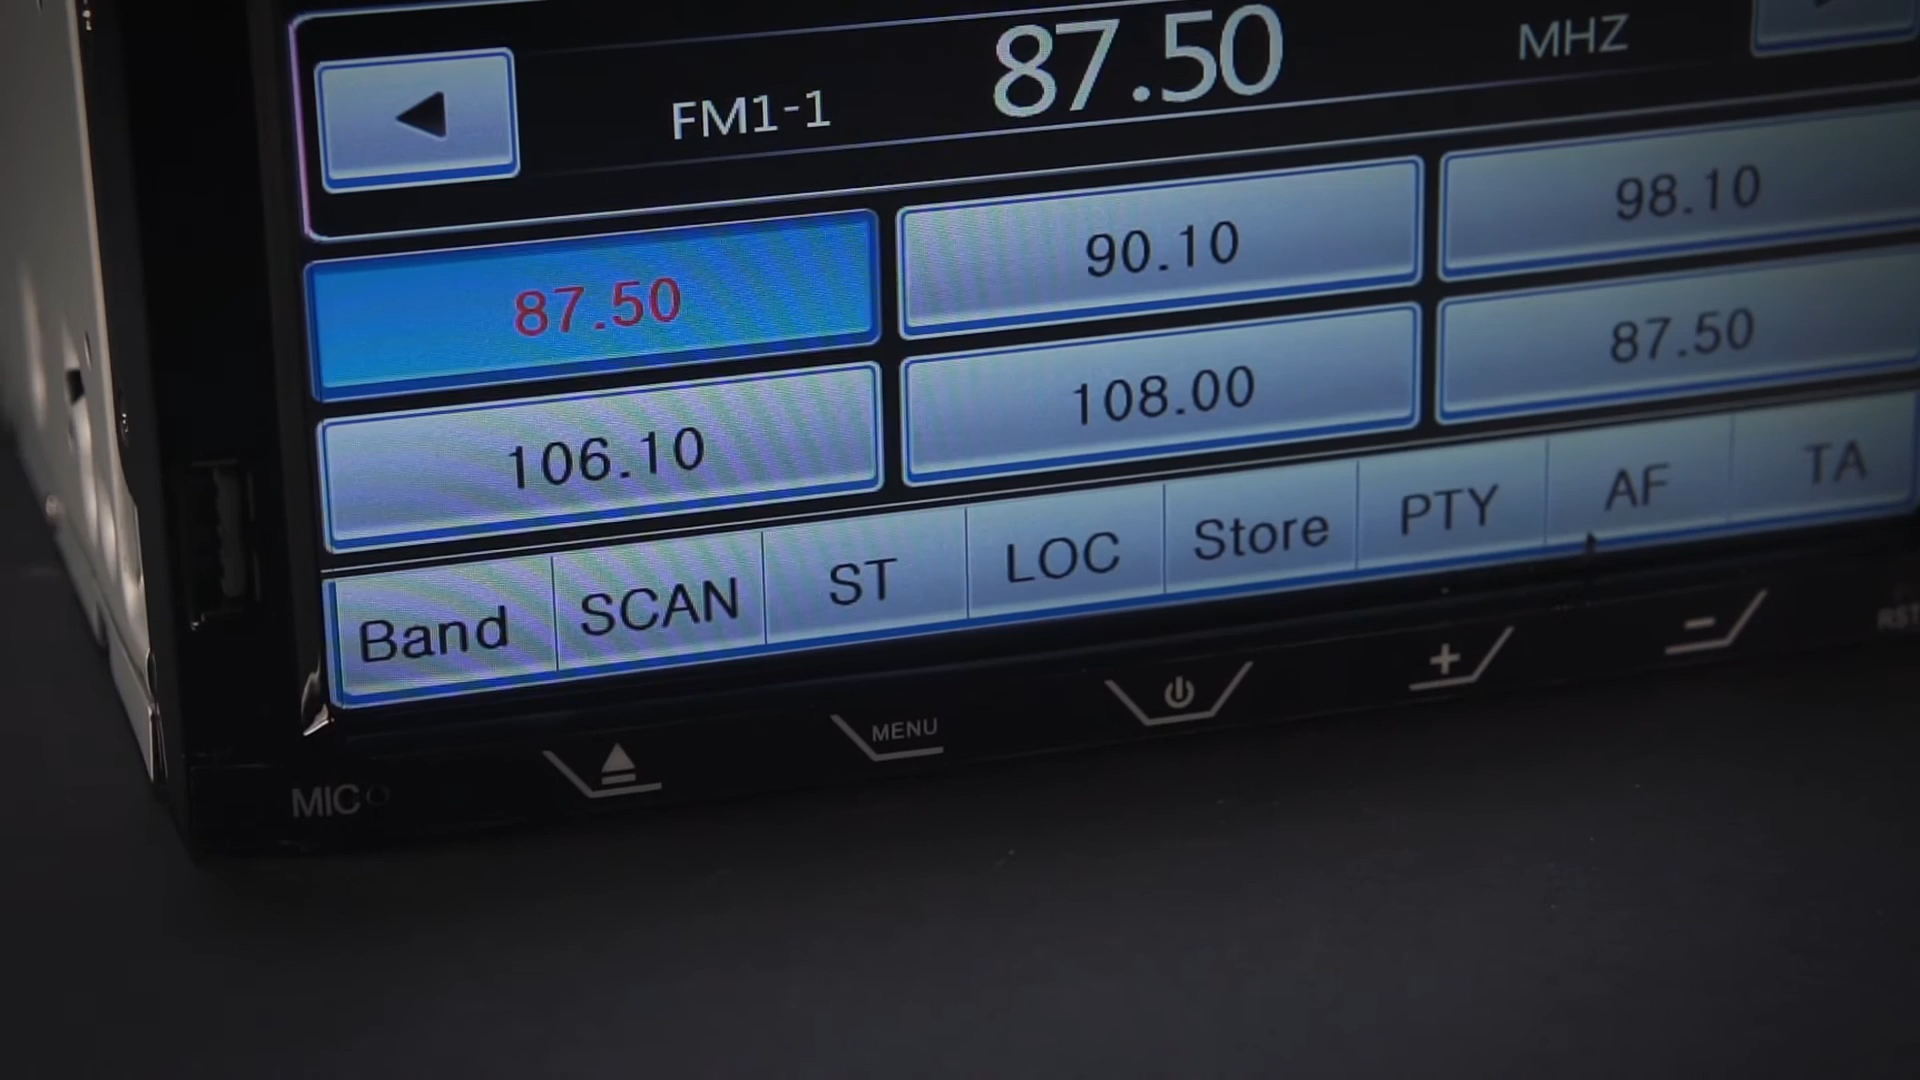 87.50 MHZ
FM1-1
87.50 90.10 98.10
106.10 108.00 87.50
Band SCAN ST LOC Store PTY AF TA
MIC MENU + - RST